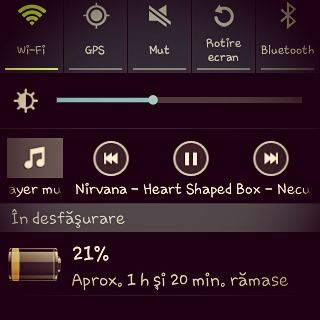 Wi-Fi GPS Mut Rotire ecran Bluetooth
ayer mu Nirvana - Heart Shaped Box - Necu
În desfăşurare
21%
Aprox. 1 h şi 20 min. rămase